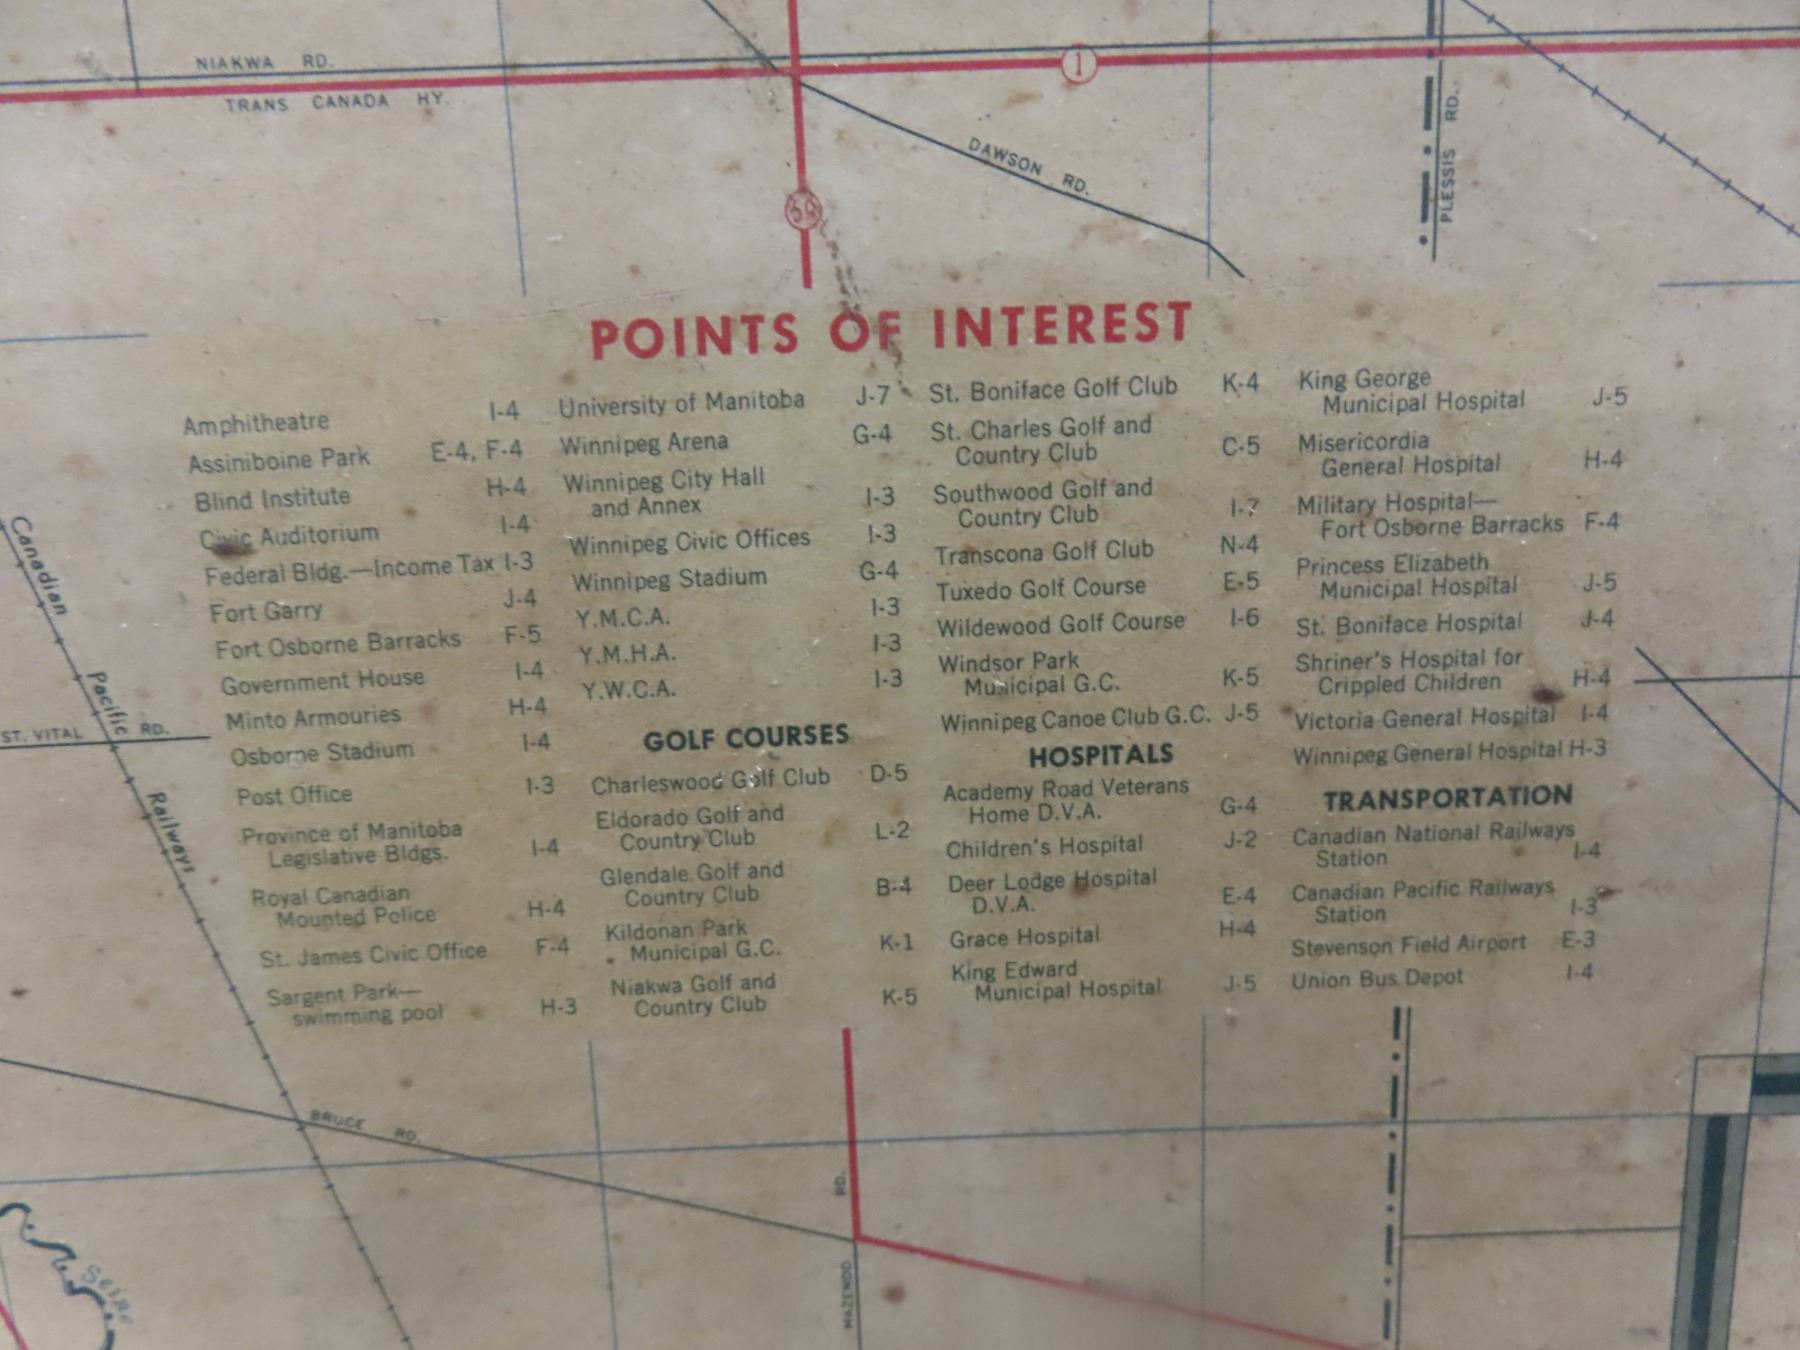 NIAKWA RD.
TRANS CANADA HY.
1
DAWSON RD.
PLESSIS RD.
59
POINTS OF INTEREST
Amphitheatre I-4
Assiniboine Park E-4, F-4
Blind Institute H-4
Civic Auditorium I-4
Federal Bldg.—Income Tax I-3
Fort Garry J-4
Fort Osborne Barracks F-5
Government House I-4
Minto Armouries H-4
Osborne Stadium I-4
Post Office I-3
Province of Manitoba
Legislative Bldgs. I-4
Royal Canadian
Mounted Police H-4
St. James Civic Office F-4
Sargent Park—
swimming pool H-3
University of Manitoba J-7
Winnipeg Arena G-4
Winnipeg City Hall
and Annex I-3
Winnipeg Civic Offices I-3
Winnipeg Stadium G-4
Y.M.C.A. I-3
Y.M.H.A. I-3
Y.W.C.A. I-3
GOLF COURSES
Charleswood Golf Club D-5
Eldorado Golf and
Country Club L-2
Glendale Golf and
Country Club B-4
Kildonan Park
Municipal G.C. K-1
Niakwa Golf and
Country Club K-5
St. Boniface Golf Club K-4
St. Charles Golf and
Country Club C-5
Southwood Golf and
Country Club I-7
Transcona Golf Club N-4
Tuxedo Golf Course E-5
Wildewood Golf Course I-6
Windsor Park
Municipal G.C. K-5
Winnipeg Canoe Club G.C. J-5
HOSPITALS
Academy Road Veterans
Home D.V.A. G-4
Children's Hospital J-2
Deer Lodge Hospital
D.V.A. E-4
Grace Hospital H-4
King Edward
Municipal Hospital J-5
King George
Municipal Hospital J-5
Misericordia
General Hospital H-4
Military Hospital—
Fort Osborne Barracks F-4
Princess Elizabeth
Municipal Hospital J-5
St. Boniface Hospital J-4
Shriner's Hospital for
Crippled Children H-4
Victoria General Hospital I-4
Winnipeg General Hospital H-3
TRANSPORTATION
Canadian National Railways
Station I-4
Canadian Pacific Railways
Station I-3
Stevenson Field Airport E-3
Union Bus Depot I-4
Canadian Pacific Railways
ST. VITAL RD.
BRUCE RD.
MAZENOD RD.
Seine